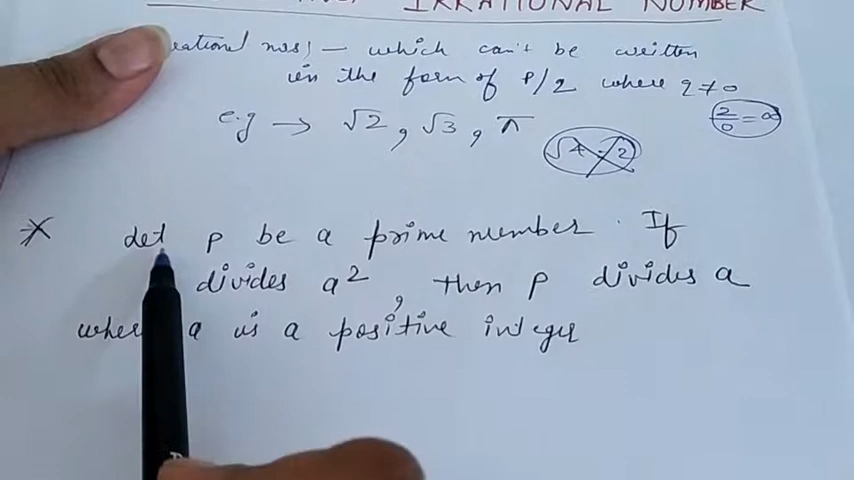 IRRATIONAL NUMBER
rational nos; — which can't be written
in the form of P/q where q≠0
e.g → √2, √3, π
√4 = 2
2/0 = ∞
* Let p be a prime number. If
divides a², then p divides a
where a is a positive integer